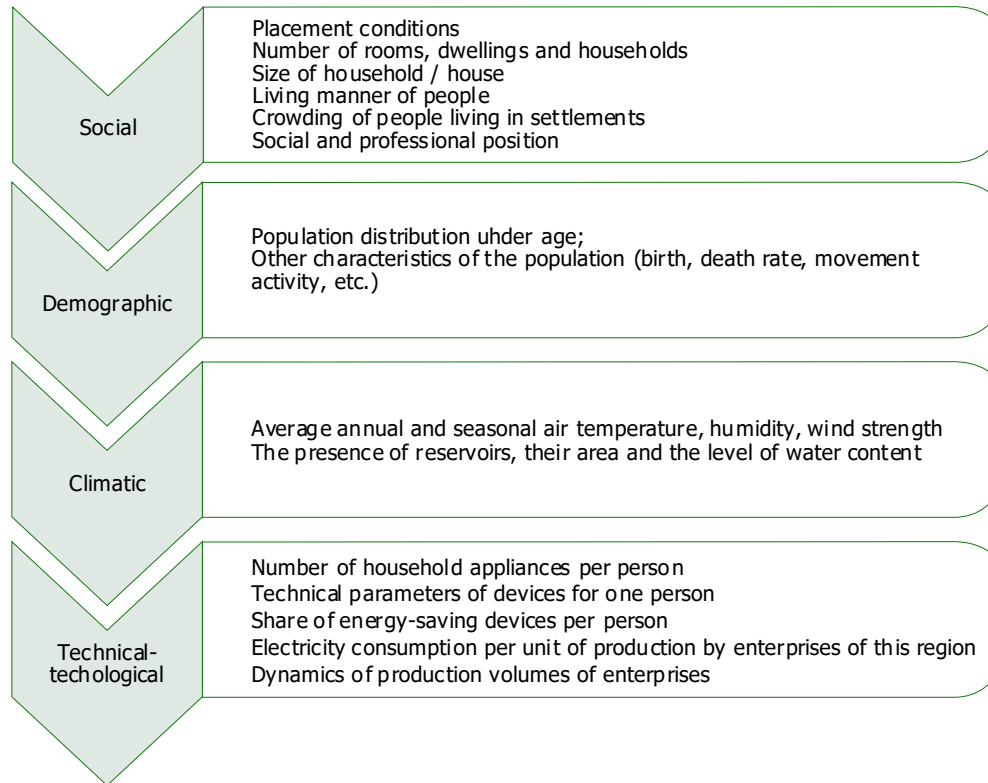 Social
Placement conditions
Number of rooms, dwellings and households
Size of household / house
Living manner of people
Crowding of people living in settlements
Social and professional position
Demographic
Population distribution uhder age;
Other characteristics of the population (birth, death rate, movement
activity, etc.)
Climatic
Average annual and seasonal air temperature, humidity, wind strength
The presence of reservoirs, their area and the level of water content
Technical-
techological
Number of household appliances per person
Technical parameters of devices for one person
Share of energy-saving devices per person
Electricity consumption per unit of production by enterprises of this region
Dynamics of production volumes of enterprises